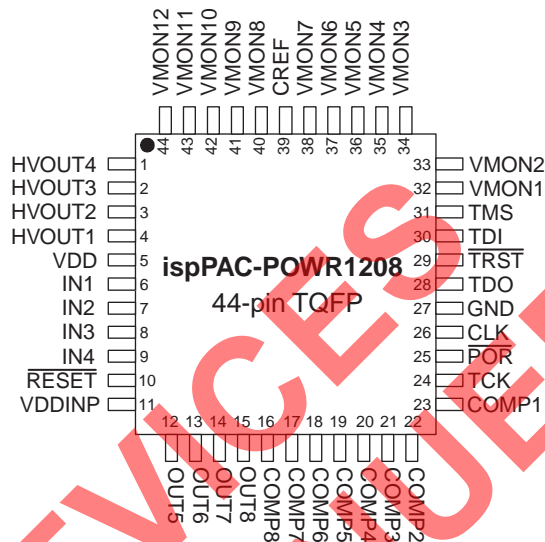 VMON12
VMON11
VMON10
VMON9
VMON8
CREF
VMON7
VMON6
VMON5
VMON4
VMON3
44
43
42
41
40
39
38
37
36
35
34
HVOUT4 1
HVOUT3 2
HVOUT2 3
HVOUT1 4
VDD 5
IN1 6
IN2 7
IN3 8
IN4 9
RESET 10
VDDINP 11
ispPAC-POWR1208
44-pin TQFP
33 VMON2
32 VMON1
31 TMS
30 TDI
29 TRST
28 TDO
27 GND
26 CLK
25 POR
24 TCK
23 COMP1
12
13
14
15
16
17
18
19
20
21
22
OUT5
OUT6
OUT7
OUT8
COMP8
COMP7
COMP6
COMP5
COMP4
COMP3
COMP2